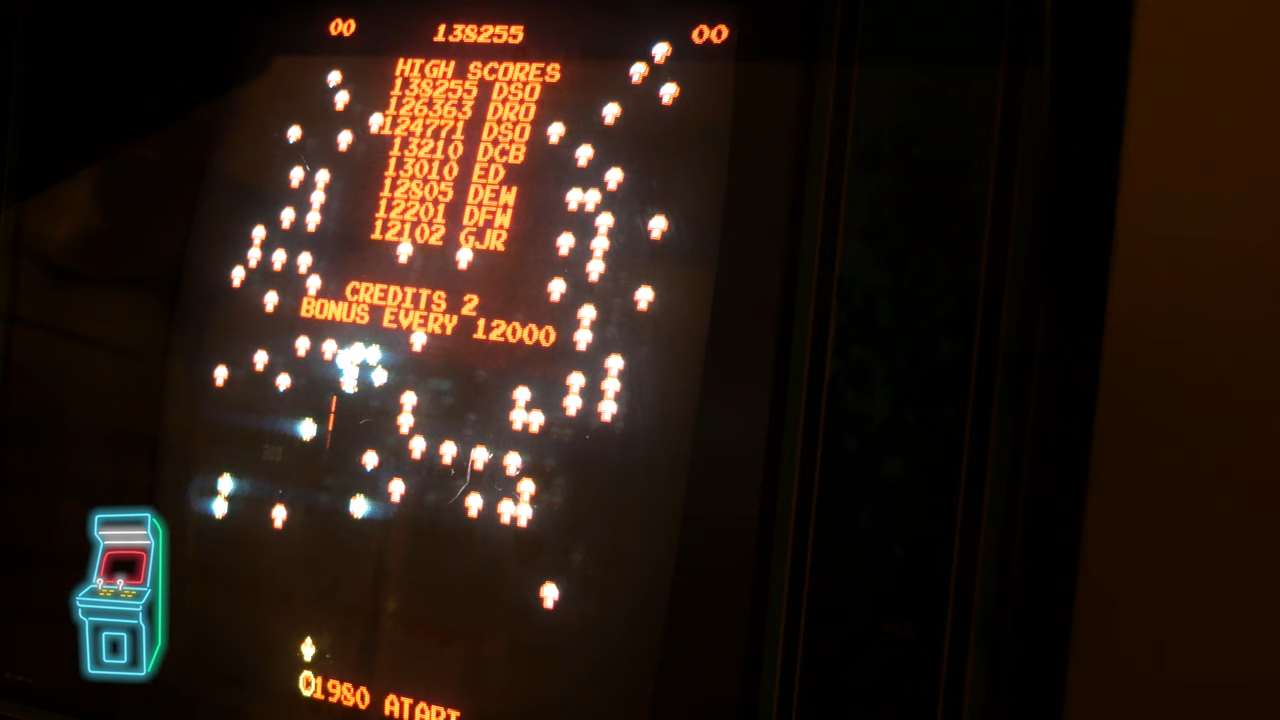 00 138255 00
HIGH SCORES
138255 DSO
126363 DRO
124771 DSO
13210 DCB
13010 ED
12805 DEW
12201 DFW
12102 GJR
CREDITS 2
BONUS EVERY 12000
©1980 ATARI